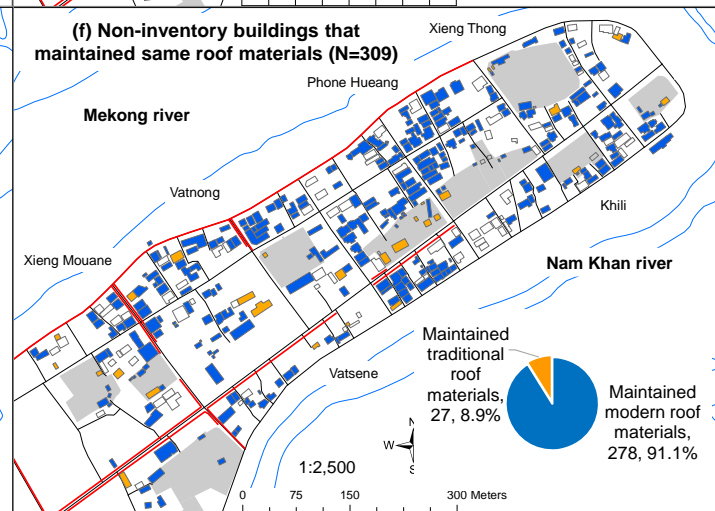 (f) Non-inventory buildings that
maintained same roof materials (N=309)
Xieng Thong
Phone Hueang
Mekong river
Vatnong
Xieng Mouane
Khili
Nam Khan river
Vatsene
Maintained
traditional
roof
materials,
27, 8.9%
Maintained
modern roof
materials,
278, 91.1%
N
W
S
1:2,500
0 75 150 300 Meters